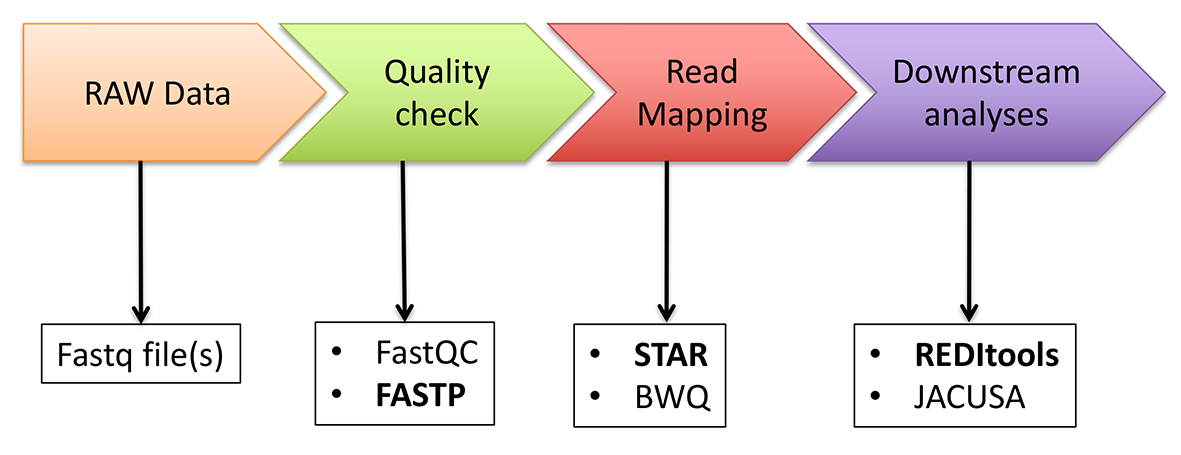 RAW Data
Quality
check
Read
Mapping
Downstream
analyses
Fastq file(s)
• FastQC
• FASTP
• STAR
• BWQ
• REDItools
• JACUSA